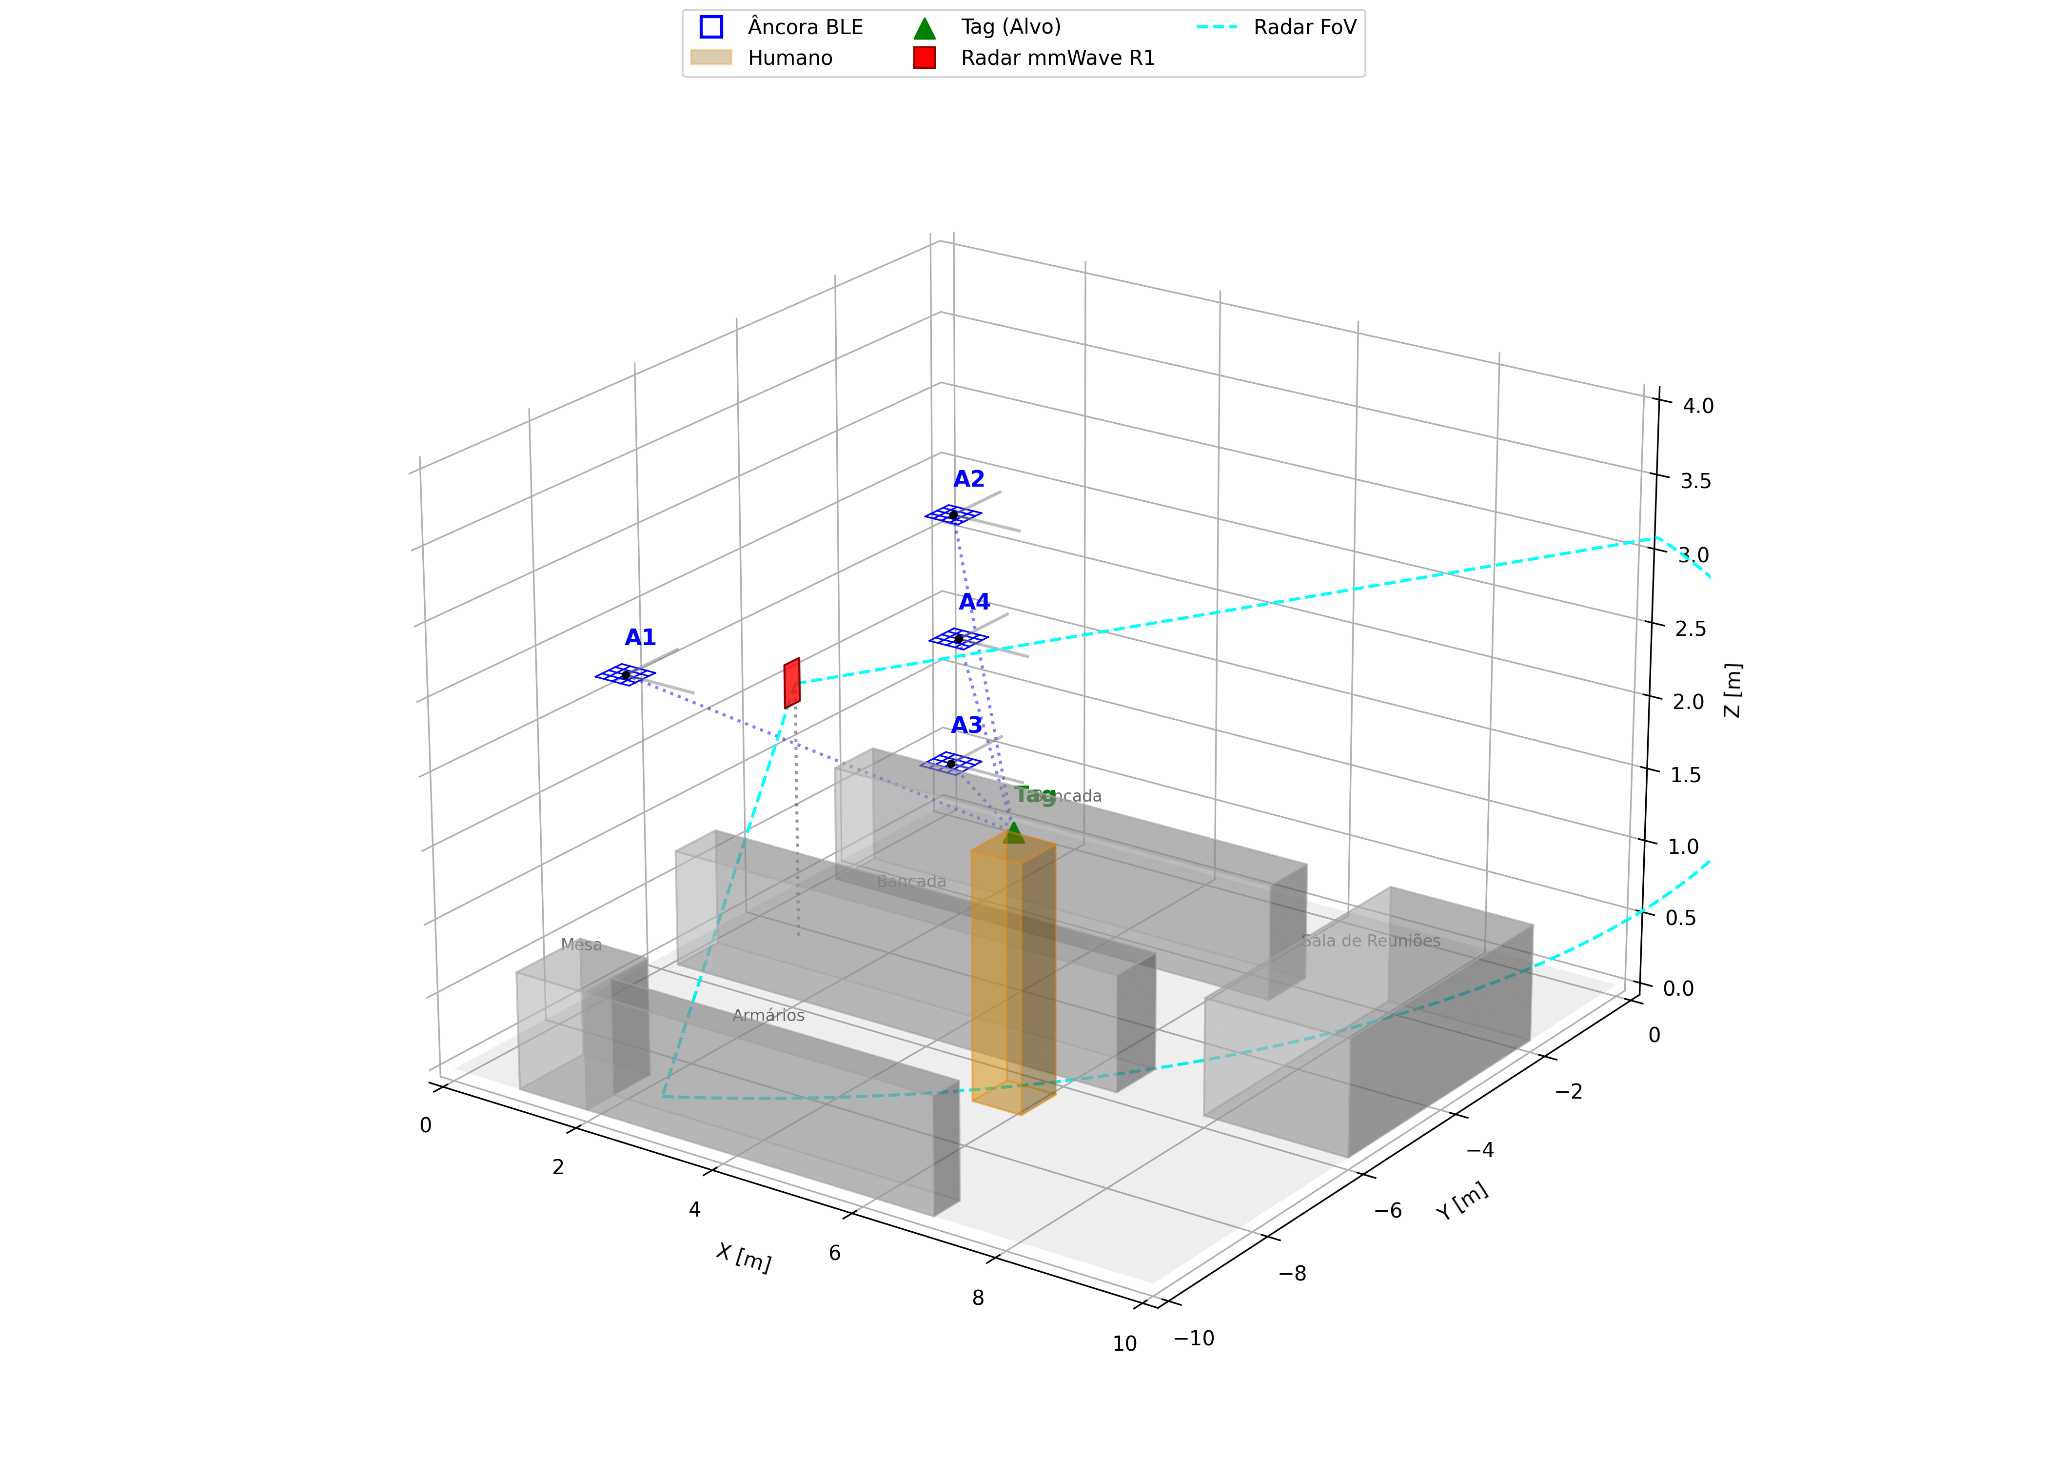 Âncora BLE
Humano
Tag (Alvo)
Radar mmWave R1
Radar FoV
A2
A4
A1
A3
Tag
Bancada
Bancada
Mesa
Sala de Reuniões
Armários
4.0
3.5
3.0
2.5
2.0
1.5
1.0
0.5
0.0
Z [m]
0
2
4
6
8
10
X [m]
0
−2
−4
−6
−8
−10
Y [m]